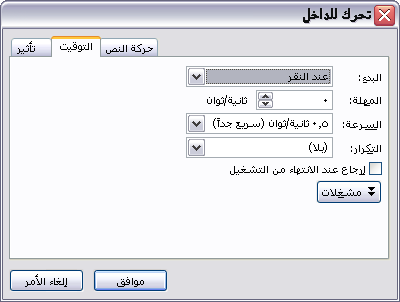 تحرك للداخل
تأثير التوقيت حركة النص
البدء: عند النقر
المهلة: ٠ ثانية/ثوان
السرعة: ٠,٥ ثانية/ثوان (سريع جداً)
التكرار: (بلا)
إرجاع عند الانتهاء من التشغيل
مشغلات
موافق إلغاء الأمر